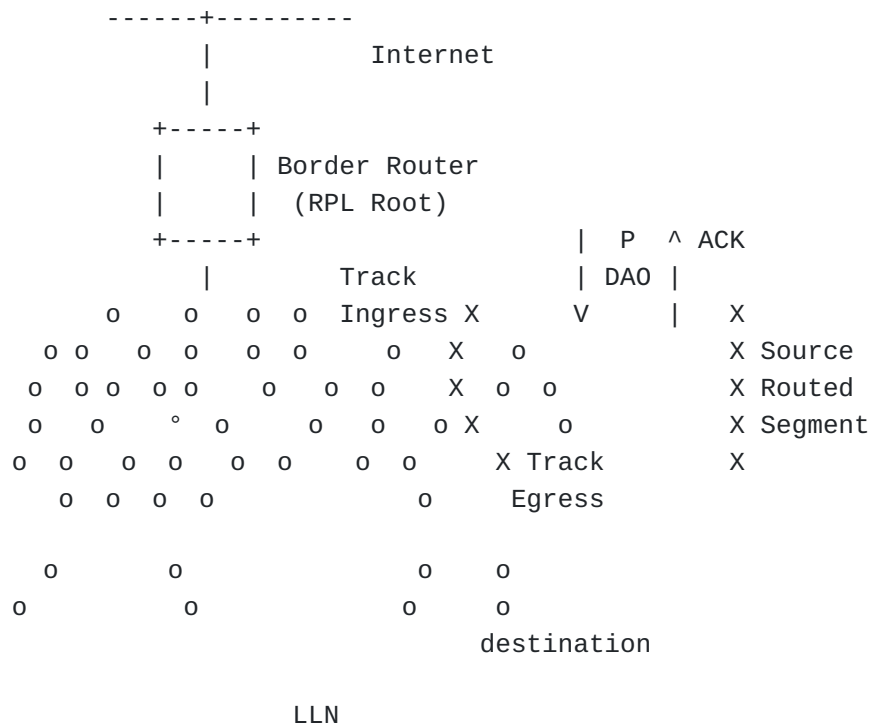 ------+---------
|          Internet
|
+-----+
|     | Border Router
|     |  (RPL Root)
+-----+                    |  P  ^ ACK
|        Track              | DAO |
o    o   o  o  Ingress X      V     |   X
o o   o  o   o  o     o   X   o             X Source
o  o o  o o    o   o  o    X  o  o           X Routed
o   o    °  o     o   o   o X     o          X Segment
o  o   o  o   o  o    o  o     X Track        X
o  o  o  o             o     Egress
o       o               o    o
o          o             o     o
destination
LLN